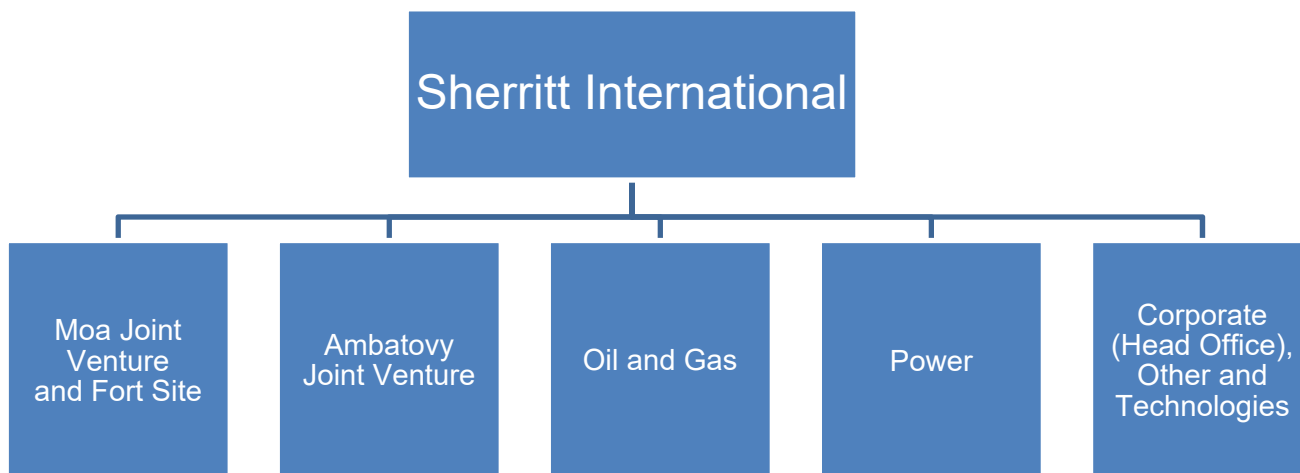 Sherritt International
Moa Joint
Venture
and Fort Site
Ambatovy
Joint Venture
Oil and Gas
Power
Corporate
(Head Office),
Other and
Technologies